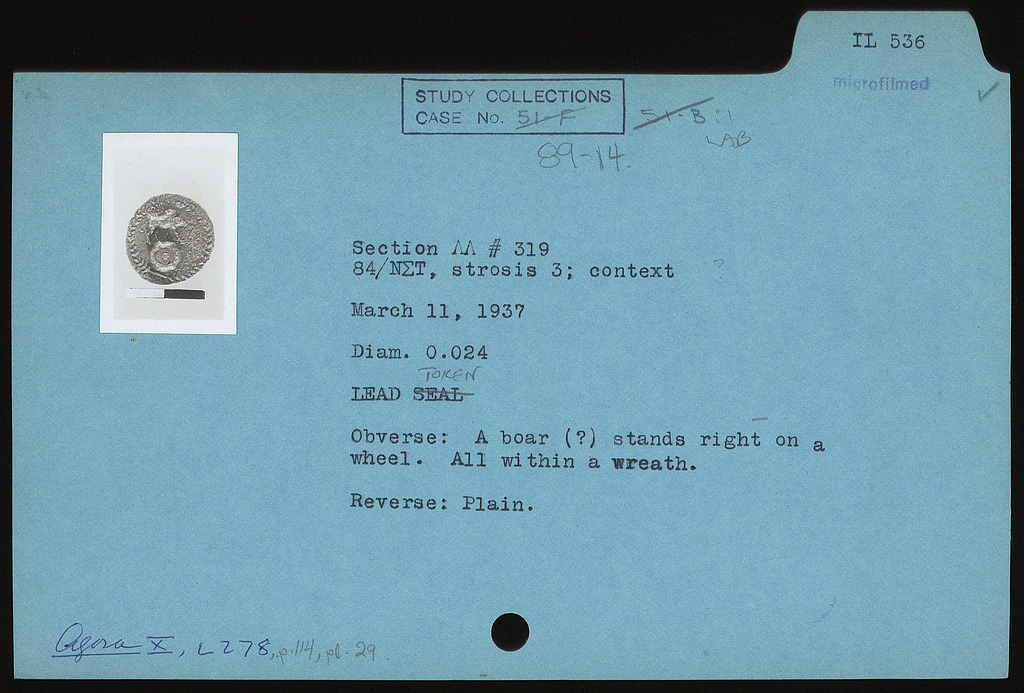 IL 536
microfilmed
STUDY COLLECTIONS
CASE No. 51-F
51-B:1
LAB
89-14.
Section ΛΛ # 319
84/ΝΣΤ, strosis 3; context ?
March 11, 1937
Diam. 0.024
TOKEN
LEAD SEAL
Obverse: A boar (?) stands right on a
wheel. All within a wreath.
Reverse: Plain.
Agora X, L278, p.114, pl. 29